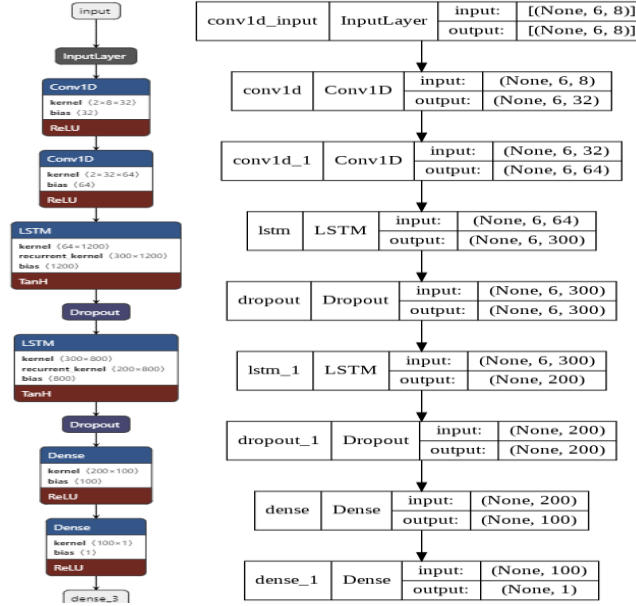 input
InputLayer
Conv1D
kernel (2×8×32)
bias (32)
ReLU
Conv1D
kernel (2×32×64)
bias (64)
ReLU
LSTM
kernel (64×1200)
recurrent_kernel (300×1200)
bias (1200)
TanH
Dropout
LSTM
kernel (300×800)
recurrent_kernel (200×800)
bias (800)
TanH
Dropout
Dense
kernel (200×100)
bias (100)
ReLU
Dense
kernel (100×1)
bias (1)
ReLU
dense_3
conv1d_input InputLayer input: [(None, 6, 8)]
output: [(None, 6, 8)]
conv1d Conv1D input: (None, 6, 8)
output: (None, 6, 32)
conv1d_1 Conv1D input: (None, 6, 32)
output: (None, 6, 64)
lstm LSTM input: (None, 6, 64)
output: (None, 6, 300)
dropout Dropout input: (None, 6, 300)
output: (None, 6, 300)
lstm_1 LSTM input: (None, 6, 300)
output: (None, 200)
dropout_1 Dropout input: (None, 200)
output: (None, 200)
dense Dense input: (None, 200)
output: (None, 100)
dense_1 Dense input: (None, 100)
output: (None, 1)